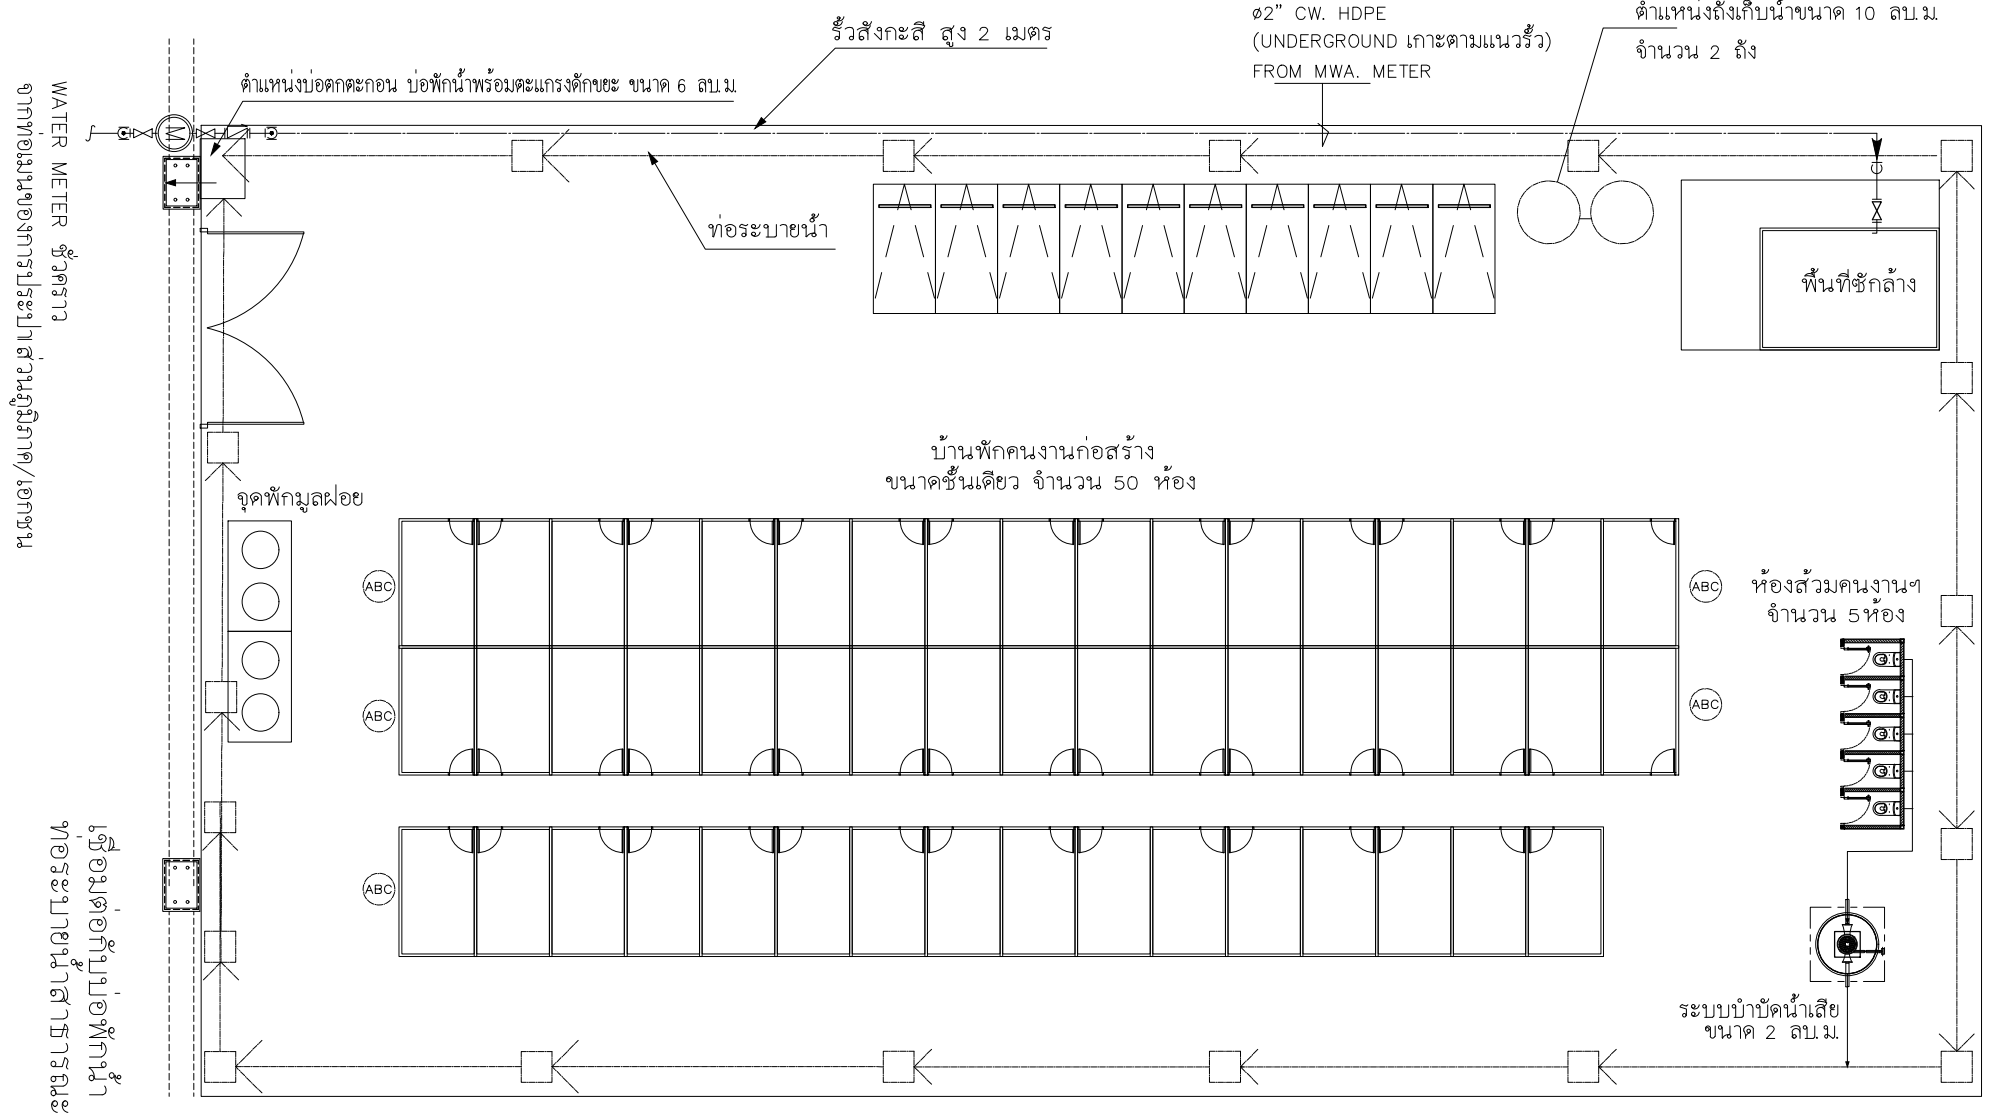 รั้วสังกะสี สูง 2 เมตร
ø2" CW. HDPE
(UNDERGROUND เกาะตามแนวรั้ว)
FROM MWA. METER
ตำแหน่งถังเก็บน้ำขนาด 10 ลบ.ม.
จำนวน 2 ถัง
ตำแหน่งบ่อตกตะกอน บ่อพักน้ำพร้อมตะแกรงดักขยะ ขนาด 6 ลบ.ม.
WATER METER ชั่วคราว
จากท่อเมนของการประปาส่วนภูมิภาค/เอกชน
M
ท่อระบายน้ำ
พื้นที่ซักล้าง
บ้านพักคนงานก่อสร้าง
ขนาดชั้นเดียว จำนวน 50 ห้อง
จุดพักมูลฝอย
ABC
ABC
ห้องส้วมคนงานฯ
จำนวน 5ห้อง
ABC
ABC
ABC
เชื่อมต่อกับบ่อพักน้ำ
ท่อระบายน้ำสาธารณะ
ระบบบำบัดน้ำเสีย
ขนาด 2 ลบ.ม.